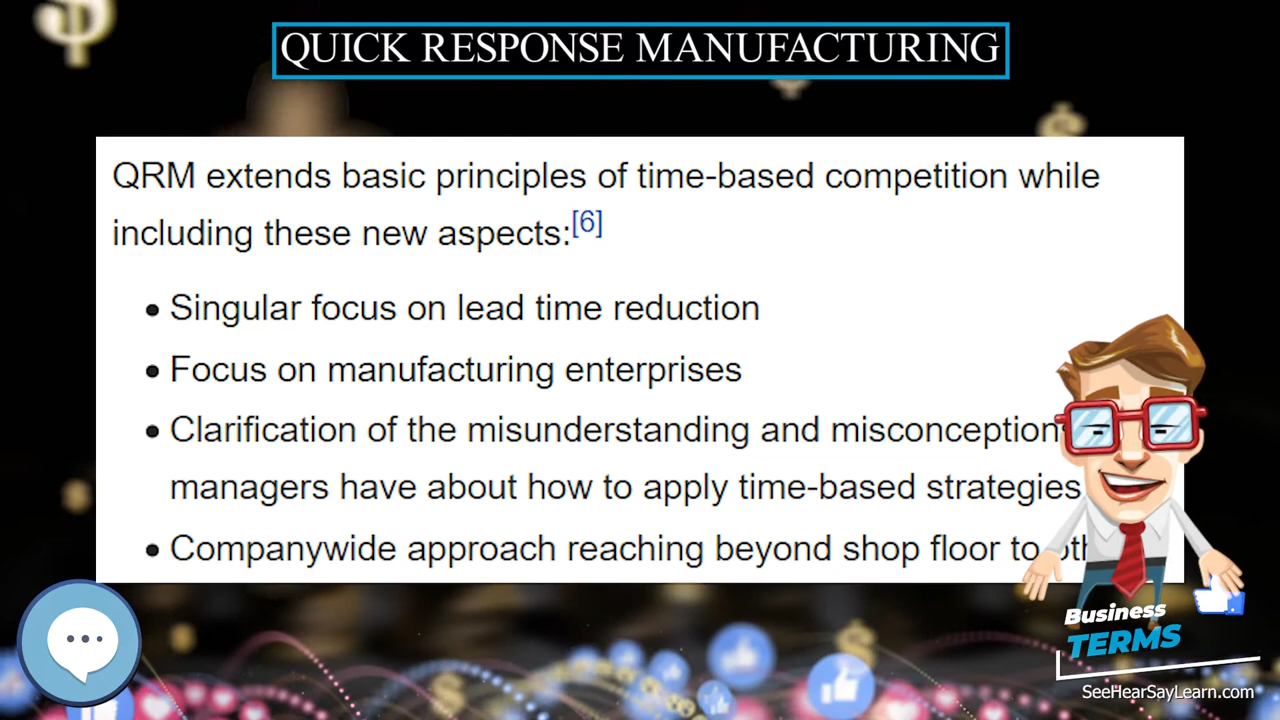 QUICK RESPONSE MANUFACTURING
QRM extends basic principles of time-based competition while
including these new aspects:[6]
• Singular focus on lead time reduction
• Focus on manufacturing enterprises
• Clarification of the misunderstanding and misconception
managers have about how to apply time-based strategies
• Companywide approach reaching beyond shop floor to
Business
TERMS
SeeHearSayLearn.com